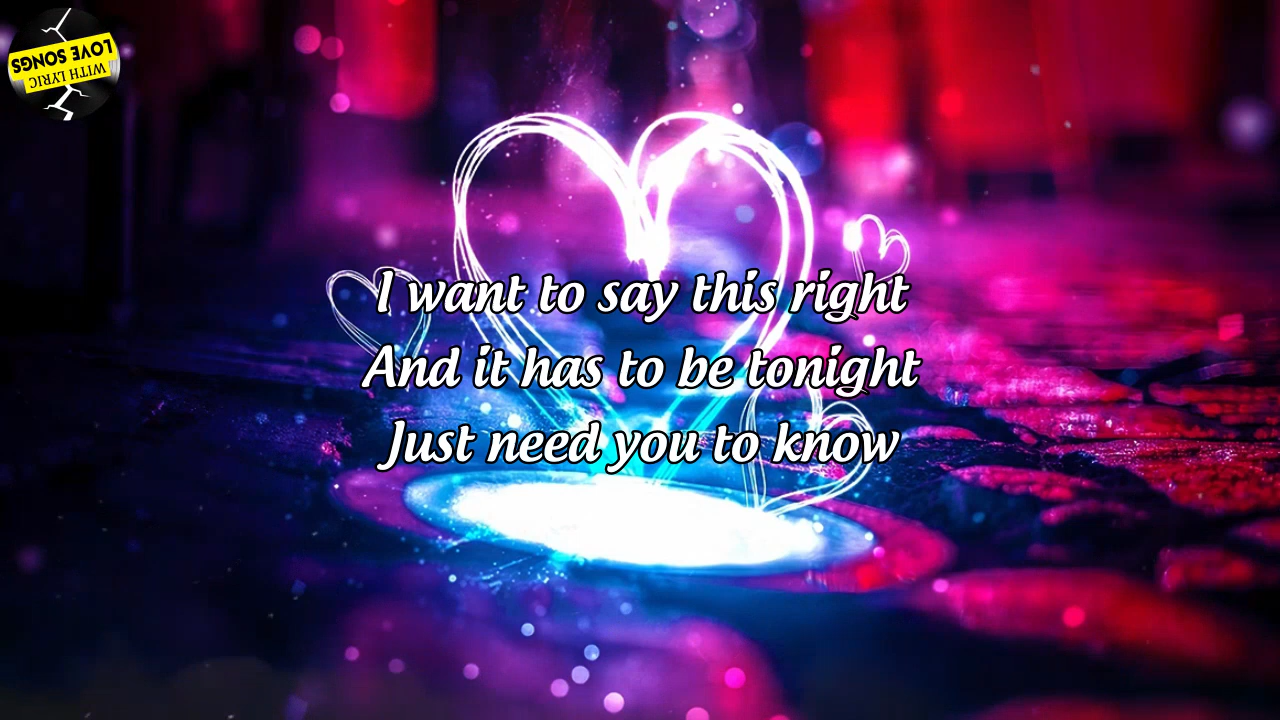 LOVE SONGS
WITH LYRIC
I want to say this right
And it has to be tonight
Just need you to know